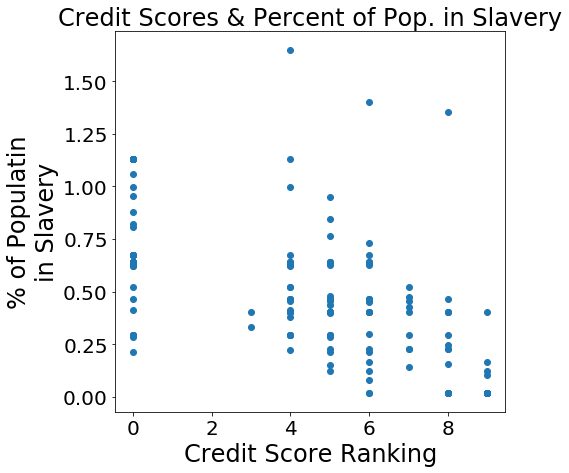 Credit Scores & Percent of Pop. in Slavery
% of Populatin
in Slavery
1.50
1.25
1.00
0.75
0.50
0.25
0.00
0 2 4 6 8
Credit Score Ranking